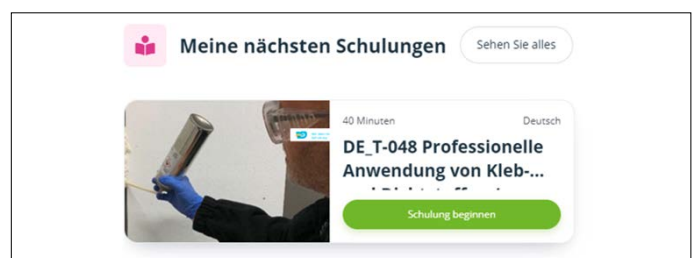 Meine nächsten Schulungen
Sehen Sie alles
40 Minuten
Deutsch
DE_T-048 Professionelle
Anwendung von Kleb-...
Schulung beginnen